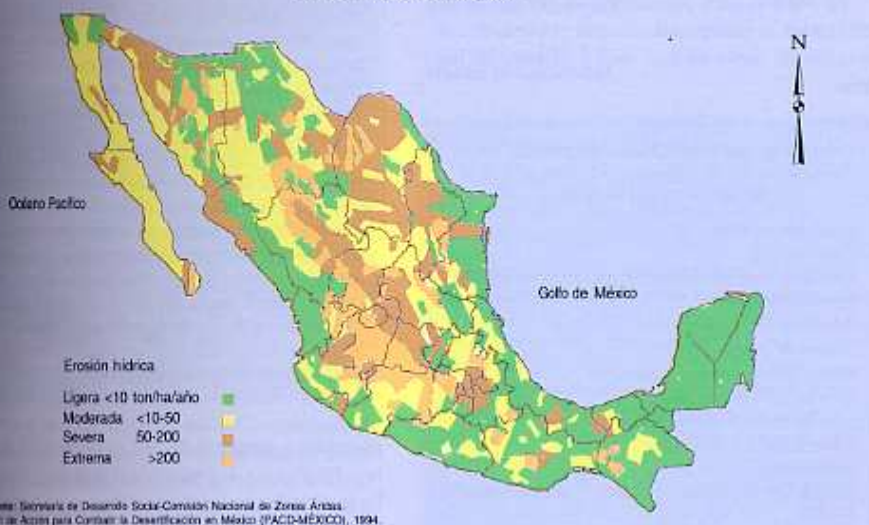 N
Océano Pacífico
Golfo de México
Erosión hídrica
Ligera <10 ton/ha/año
Moderada <10-50
Severa 50-200
Extrema >200
Secretaría de Desarrollo Social-Comisión Nacional de Zonas Áridas.
de Acción para Combatir la Desertificación en México (PACD-MÉXICO), 1994.